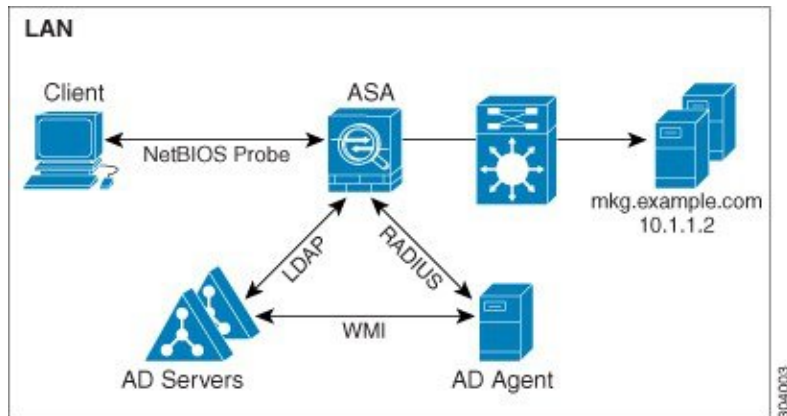 LAN
Client
ASA
NetBIOS Probe
mkg.example.com
10.1.1.2
LDAP
RADIUS
WMI
AD Servers
AD Agent
304003